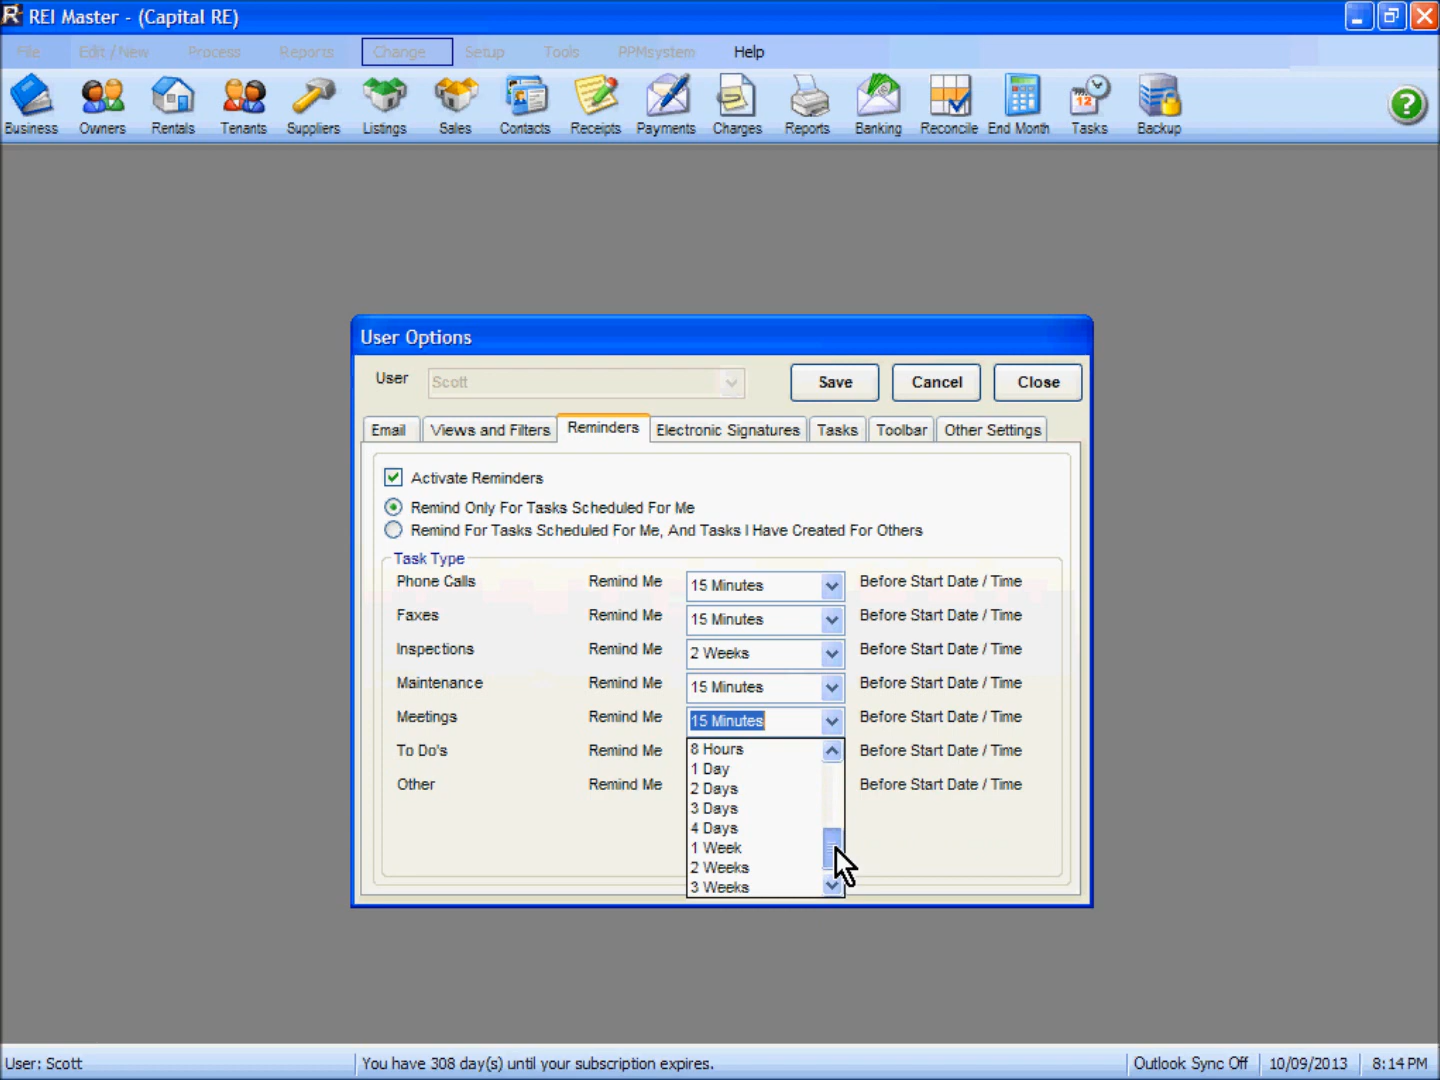 REI Master - (Capital RE)
File Edit / New Process Reports Change Setup Tools PPMsystem Help
Business Owners Rentals Tenants Suppliers Listings Sales Contacts Receipts Payments Charges Reports Banking Reconcile End Month Tasks Backup
User Options
User Scott Save Cancel Close
Email Views and Filters Reminders Electronic Signatures Tasks Toolbar Other Settings
Activate Reminders
Remind Only For Tasks Scheduled For Me
Remind For Tasks Scheduled For Me, And Tasks I Have Created For Others
Task Type
Phone Calls Remind Me 15 Minutes Before Start Date / Time
Faxes Remind Me 15 Minutes Before Start Date / Time
Inspections Remind Me 2 Weeks Before Start Date / Time
Maintenance Remind Me 15 Minutes Before Start Date / Time
Meetings Remind Me 15 Minutes Before Start Date / Time
To Do's Remind Me Before Start Date / Time
Other Remind Me Before Start Date / Time
8 Hours
1 Day
2 Days
3 Days
4 Days
1 Week
2 Weeks
3 Weeks
User: Scott You have 308 day(s) until your subscription expires. Outlook Sync Off 10/09/2013 8:14 PM